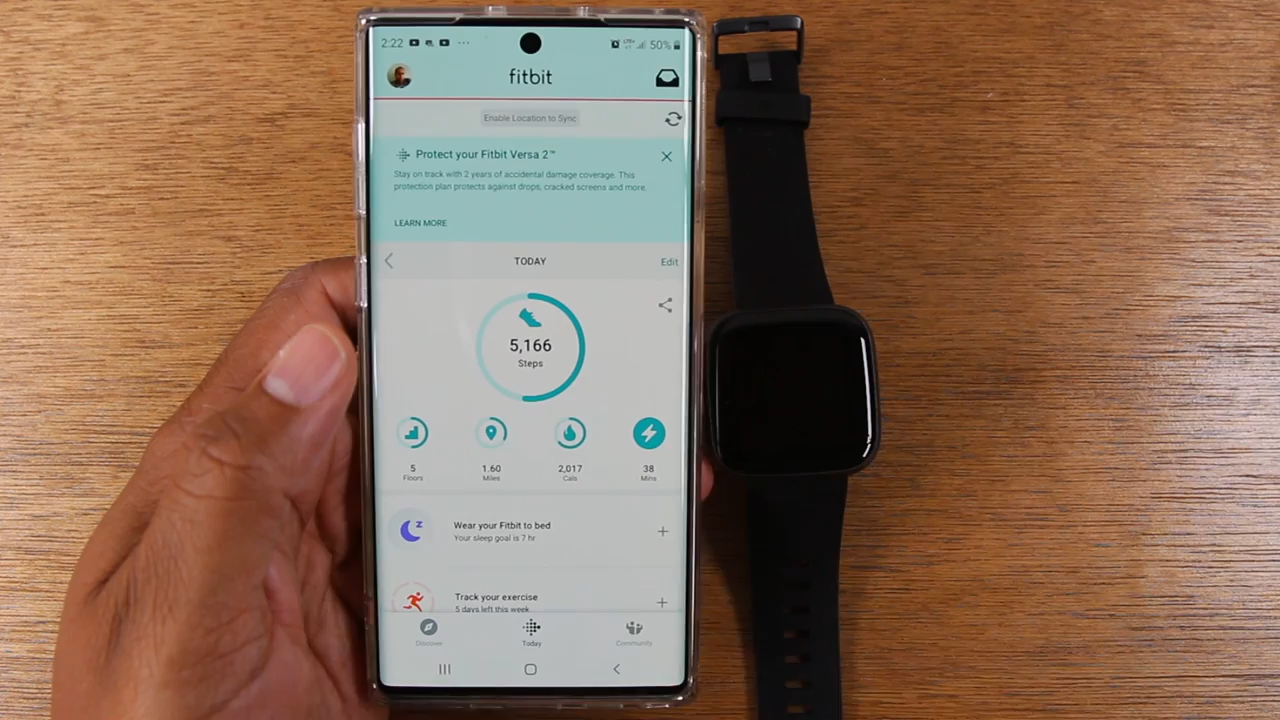 2:22
LTE+
50%
fitbit
Enable Location to Sync
Protect your Fitbit Versa 2™
Stay on track with 2 years of accidental damage coverage. This
protection plan protects against drops, cracked screens and more.
LEARN MORE
TODAY
Edit
5,166
Steps
5
1.60
2,017
38
Floors
Miles
Cals
Mins
Z
Wear your Fitbit to bed
Your sleep goal is 7 hr
Track your exercise
5 days left this week
Discover
Today
Community